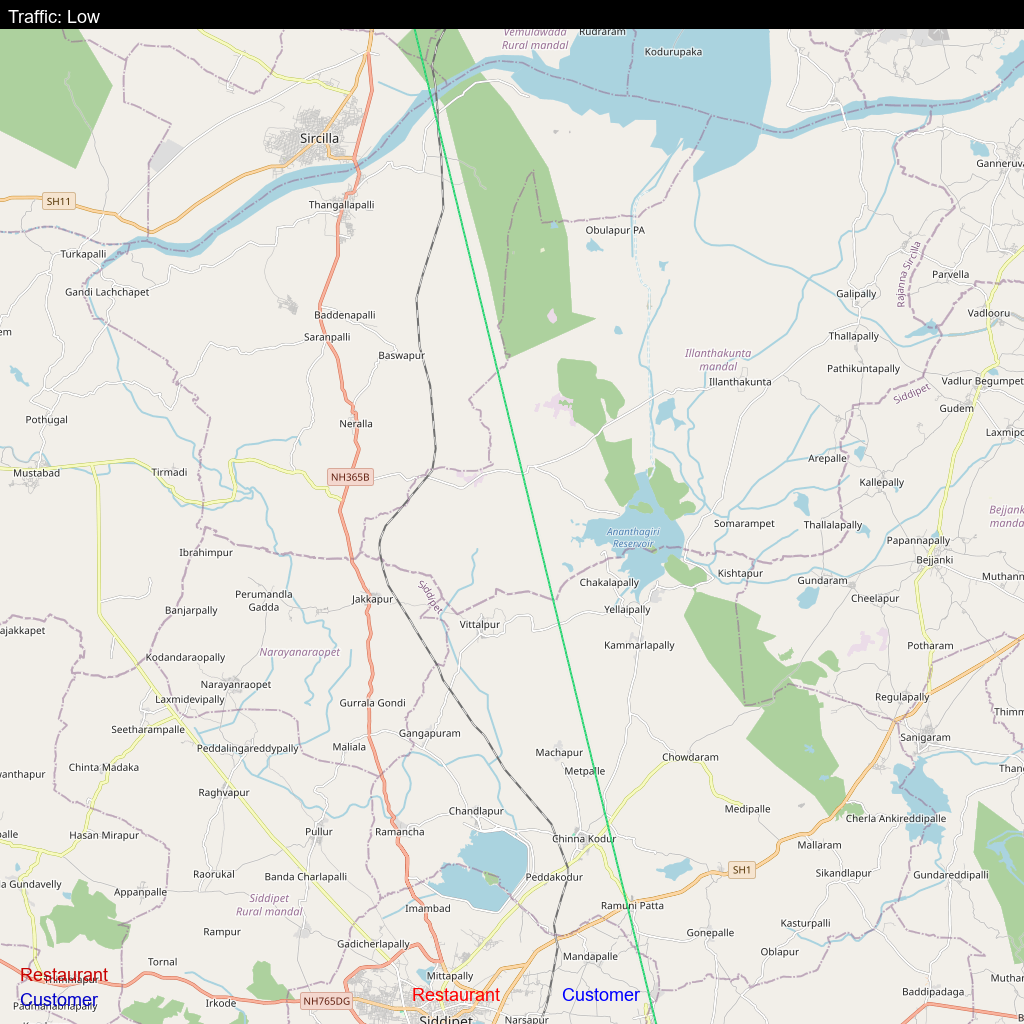 Traffic: Low
Vemulawada
Rural mandal
Rudraram
Kodurupaka
Sircilla
Ganneruva
SH11
Thangallapalli
Obulapur PA
Turkapalli
Rajanna Sircilla
Parvella
Gandi Lachchapet
Galipally
Baddenapalli
Vadlooru
em
Saranpalli
Thallapally
Baswapur
Illanthakunta
mandal
Pathikuntapally
Illanthakunta
Vadlur Begumpet
Siddipet
Gudem
Pothugal
Neralla
Laxmipo
Arepalle
Mustabad
Tirmadi
NH365B
Kallepally
Bejjank
manda
Somarampet
Thallalapally
Ananthagiri
Reservoir
Papannapally
Ibrahimpur
Bejjanki
Chakalapally
Kishtapur
Gundaram
Muthann
Perumandla
Gadda
Jakkapur
Siddipet
Cheelapur
Banjarpally
Yellaipally
ajakkapet
Vittalpur
Kammarlapally
Potharam
Narayanaraopet
Kodandaraopally
Narayanraopet
Laxmidevipally
Gurrala Gondi
Regulapally
Thimm
Seetharampalle
Gangapuram
Sanigaram
Peddalingareddypally
Maliala
Machapur
Chowdaram
Chinta Madaka
Metpalle
Than
wanthapur
Raghvapur
Chandlapur
Medipalle
Cherla Ankireddipalle
Pullur
Ramancha
Chinna Kodur
alle
Hasan Mirapur
Mallaram
SH1
Raorukal
Banda Charlapalli
Peddakodur
Sikandlapur
Gundareddipalli
la Gundavelly
Appanpalle
Siddipet
Rural mandal
Imambad
Ramuni Patta
Kasturpalli
Rampur
Gadicherlapally
Gonepalle
Oblapur
Tornal
Mandapalle
Restaurant
Thimmapur
Mittapally
Muthar
Baddipadaga
Customer
Padmanabhapally
Irkode
NH765DG
Restaurant
Customer
Siddipet
Narsapur
B